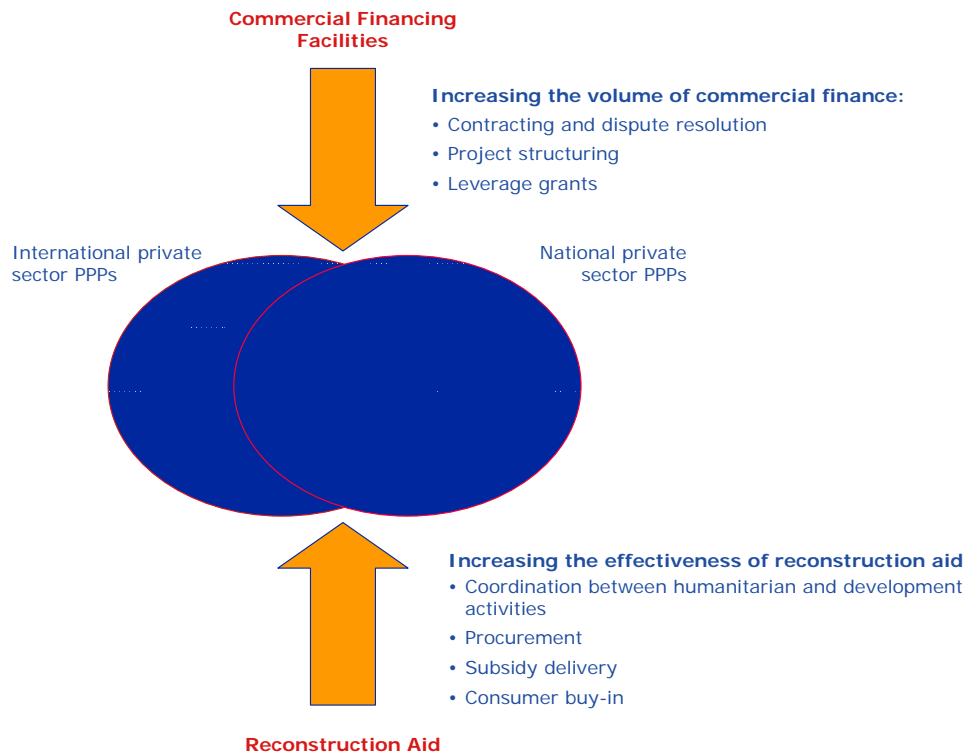 Commercial Financing
Facilities
Increasing the volume of commercial finance:
• Contracting and dispute resolution
• Project structuring
• Leverage grants
International private
sector PPPs
National private
sector PPPs
Increasing the effectiveness of reconstruction aid
• Coordination between humanitarian and development
activities
• Procurement
• Subsidy delivery
• Consumer buy-in
Reconstruction Aid